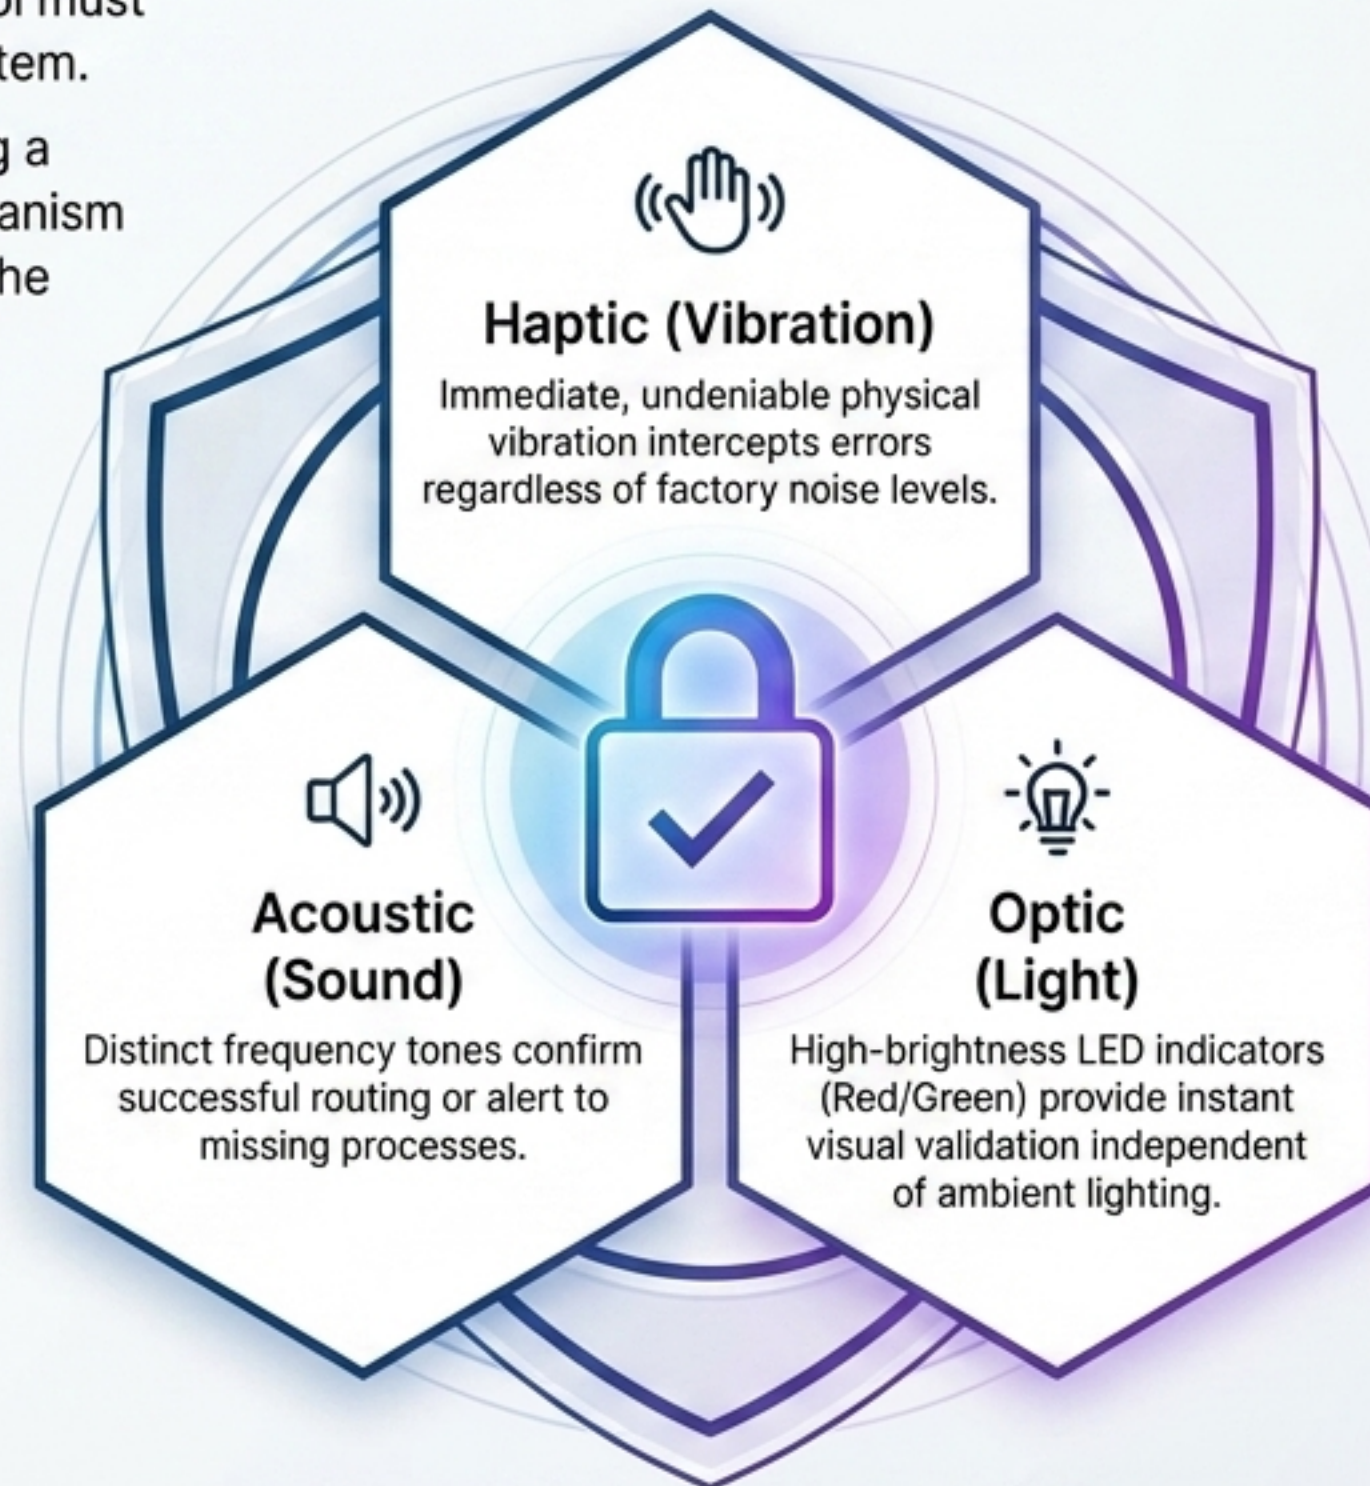 must
tem.
g a
anism
he
Haptic (Vibration)
Immediate, undeniable physical
vibration intercepts errors
regardless of factory noise levels.
Acoustic
(Sound)
Distinct frequency tones confirm
successful routing or alert to
missing processes.
Optic
(Light)
High-brightness LED indicators
(Red/Green) provide instant
visual validation independent
of ambient lighting.